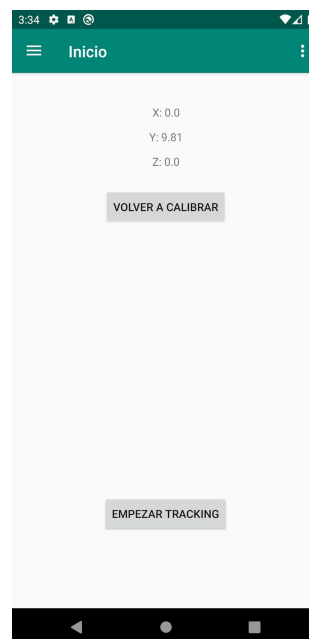 3:34
Inicio
X: 0.0
Y: 9.81
Z: 0.0
VOLVER A CALIBRAR
EMPEZAR TRACKING